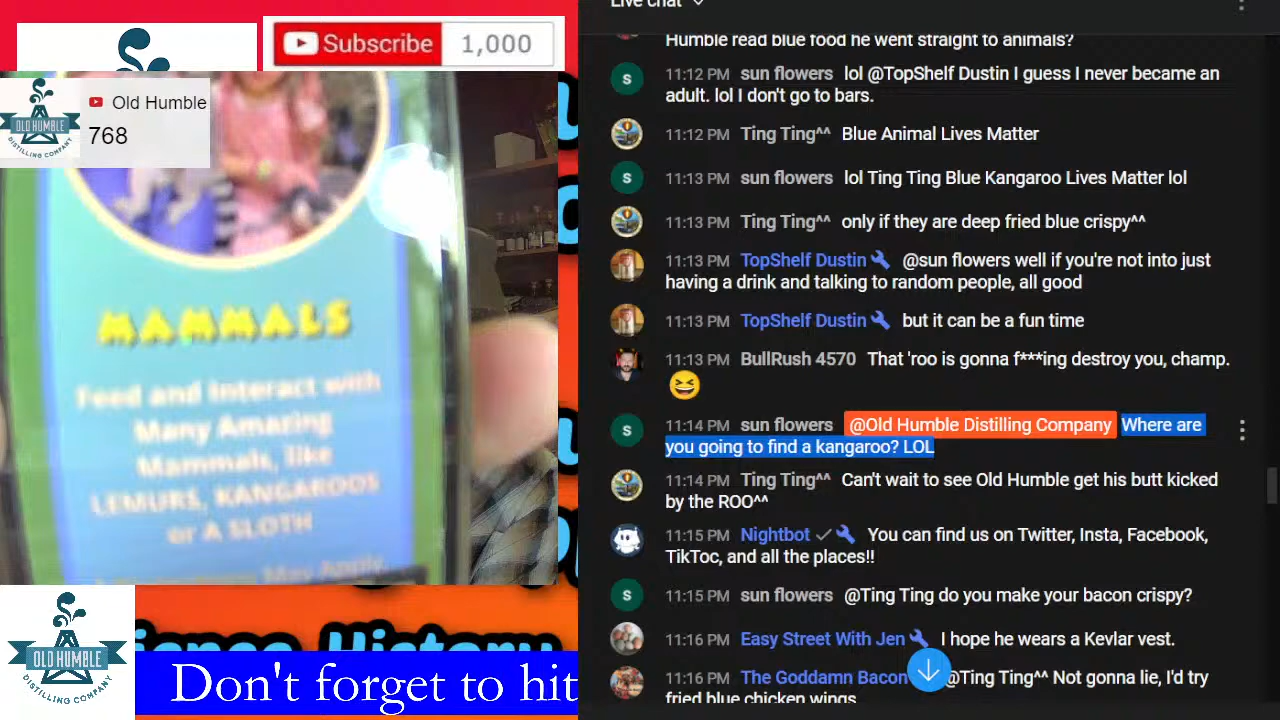 Subscribe 1,000
Old Humble
768
OLD HUMBLE
DISTILLING COMPANY
MAMMALS
Feed and Interact with
Many Amazing
Mammals, like
LEMURS, KANGAROOS
or A SLOTH
May Apply.
OLD HUMBLE
DISTILLING COMPANY
History
Don't forget to hit
Live chat
Humble read blue food he went straight to animals?
S 11:12 PM sun flowers lol @TopShelf Dustin I guess I never became an
adult. lol I don't go to bars.
11:12 PM Ting Ting^^ Blue Animal Lives Matter
S 11:13 PM sun flowers lol Ting Ting Blue Kangaroo Lives Matter lol
11:13 PM Ting Ting^^ only if they are deep fried blue crispy^^
11:13 PM TopShelf Dustin @sun flowers well if you're not into just
having a drink and talking to random people, all good
11:13 PM TopShelf Dustin but it can be a fun time
11:13 PM BullRush 4570 That 'roo is gonna f***ing destroy you, champ.
😆
S 11:14 PM sun flowers @Old Humble Distilling Company Where are
you going to find a kangaroo? LOL
11:14 PM Ting Ting^^ Can't wait to see Old Humble get his butt kicked
by the ROO^^
11:15 PM Nightbot You can find us on Twitter, Insta, Facebook,
TikToc, and all the places!!
S 11:15 PM sun flowers @Ting Ting do you make your bacon crispy?
11:16 PM Easy Street With Jen I hope he wears a Kevlar vest.
11:16 PM The Goddamn Bacon @Ting Ting^^ Not gonna lie, I'd try
fried blue chicken wings